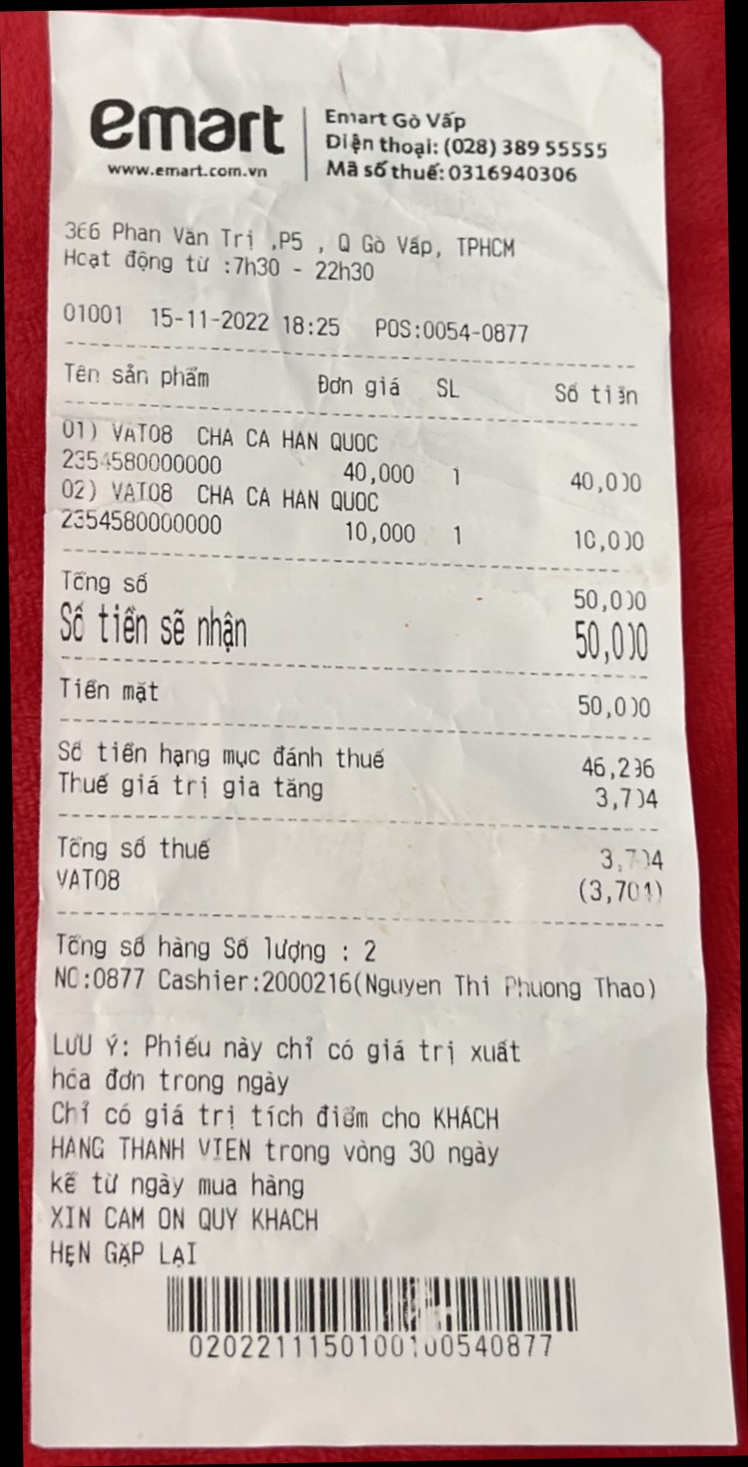 emart
www.emart.com.vn
Emart Gò Vấp
Diện thoại: (028) 389 55555
Mã số thuế: 0316940306
366 Phan Văn Trị ,P5 , Q Gò Vấp, TPHCM
Hoạt động từ :7h30 - 22h30
01001 15-11-2022 18:25 POS:0054-0877
Tên sản phẩm Đơn giá SL Số tiền
01) VAT08 CHA CA HAN QUOC
2354580000000 40,000 1 40,000
02) VAT08 CHA CA HAN QUOC
2354580000000 10,000 1 10,000
Tổng số 50,000
Số tiền sẽ nhận 50,000
Tiền mặt 50,000
Số tiền hạng mục đánh thuế 46,296
Thuế giá trị gia tăng 3,704
Tổng số thuế 3,704
VAT08 (3,704)
Tổng số hàng Số lượng : 2
NO:0877 Cashier:2000216(Nguyen Thi Phuong Thao)
LƯU Ý: Phiếu này chỉ có giá trị xuất
hóa đơn trong ngày
Chỉ có giá trị tích điểm cho KHÁCH
HÀNG THÀNH VIÊN trong vòng 30 ngày
kể từ ngày mua hàng
XIN CAM ON QUY KHACH
HẸN GẶP LẠI
0202211150100100540877